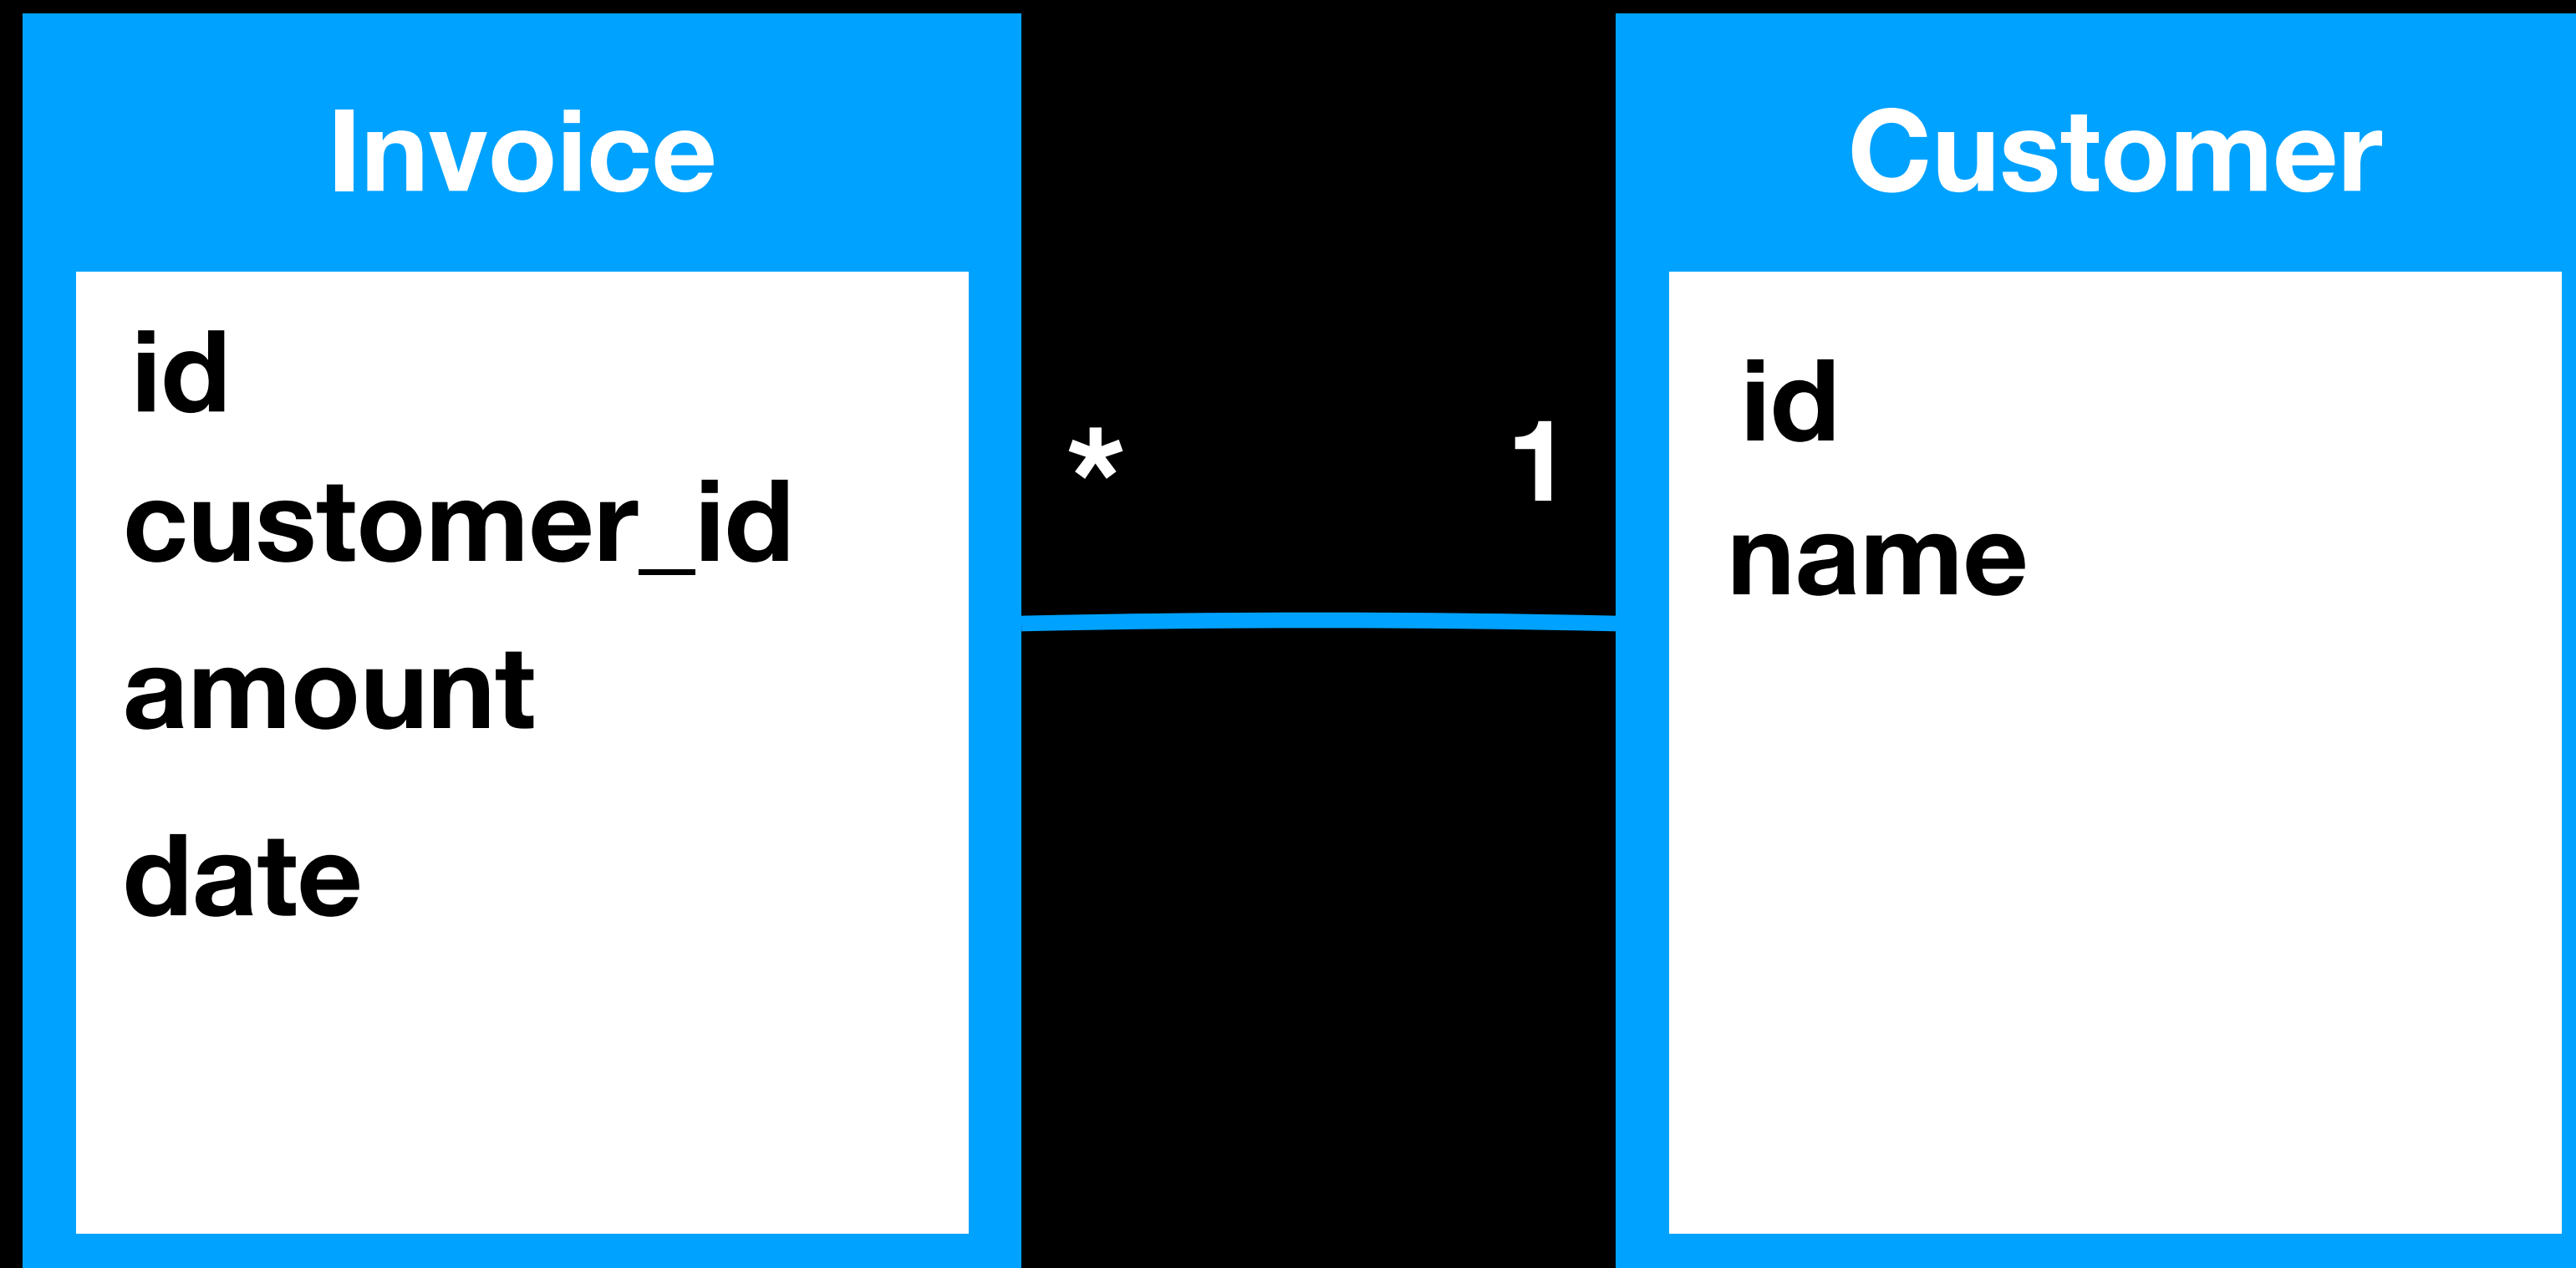 Invoice
id
customer_id
amount
date
* 1
Customer
id
name